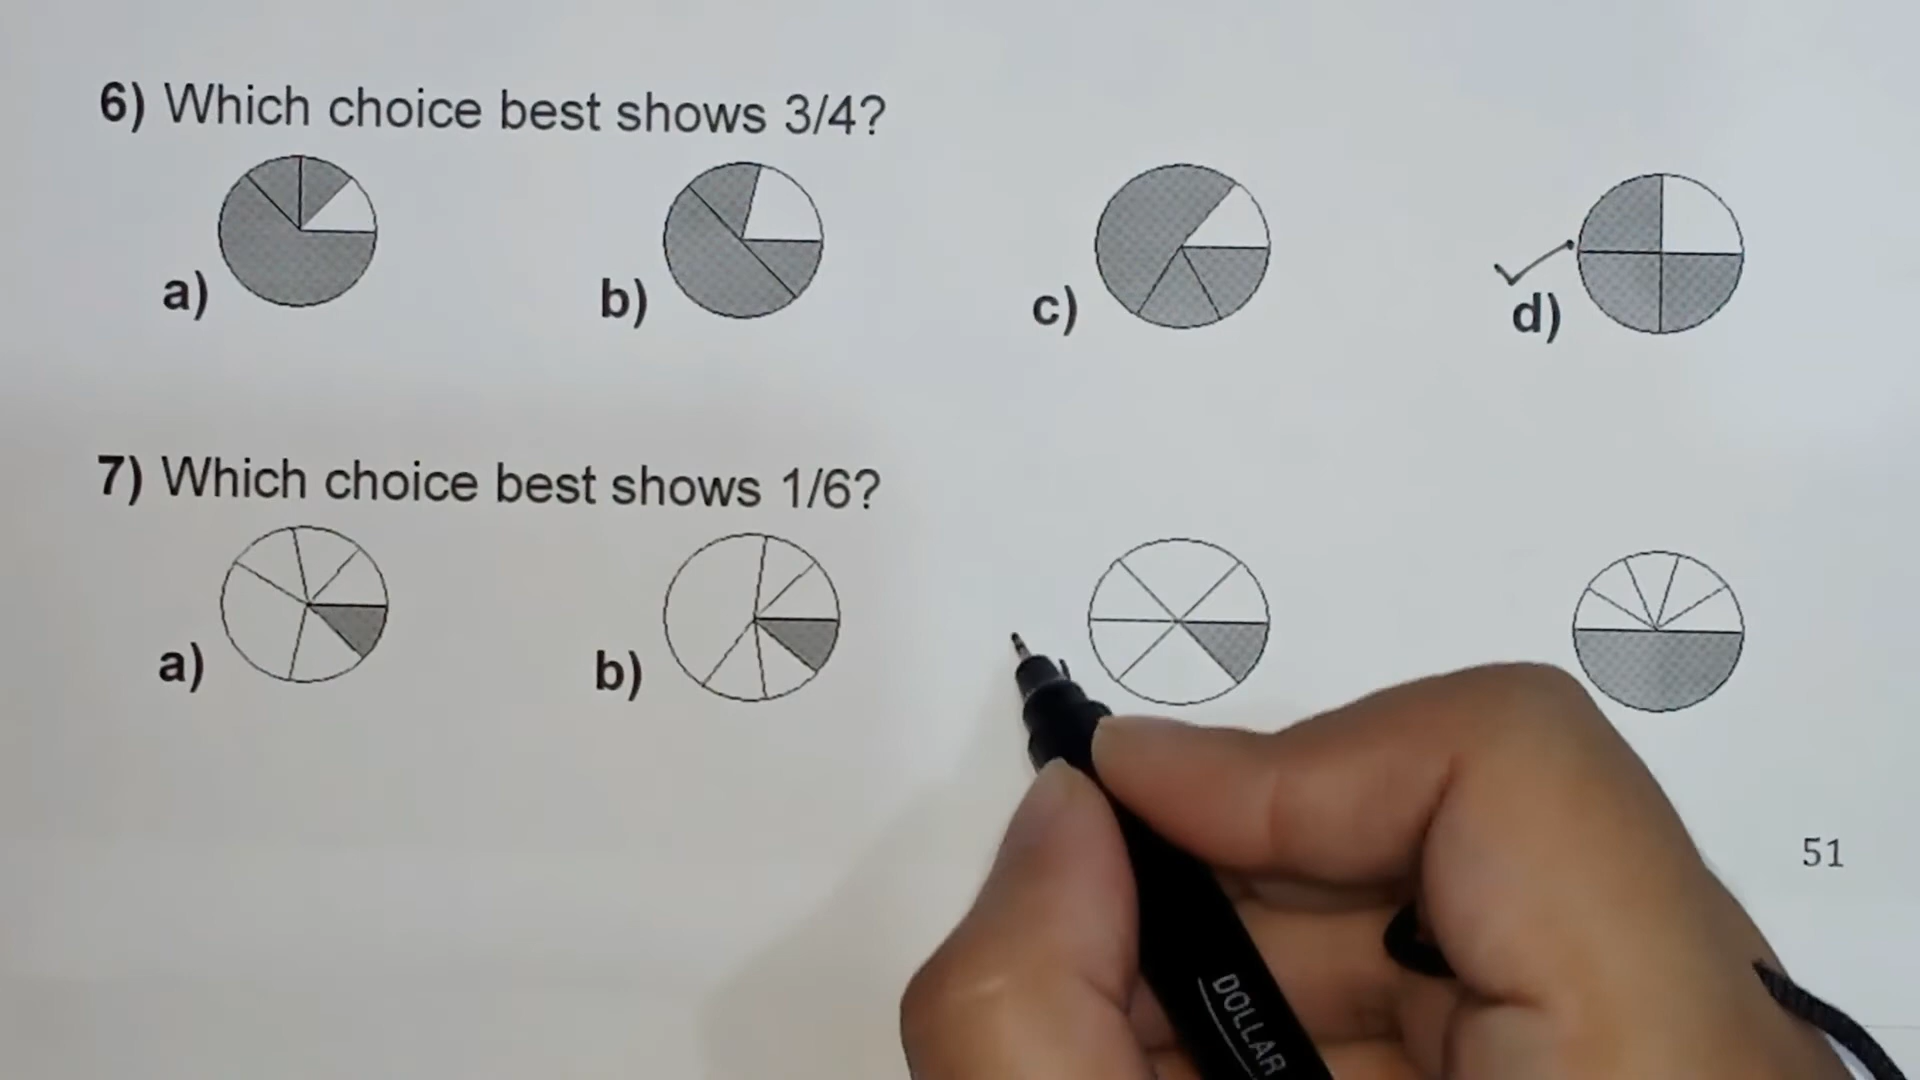 6) Which choice best shows 3/4?
a) b) c) d)
7) Which choice best shows 1/6?
a) b)
51
DOLLAR